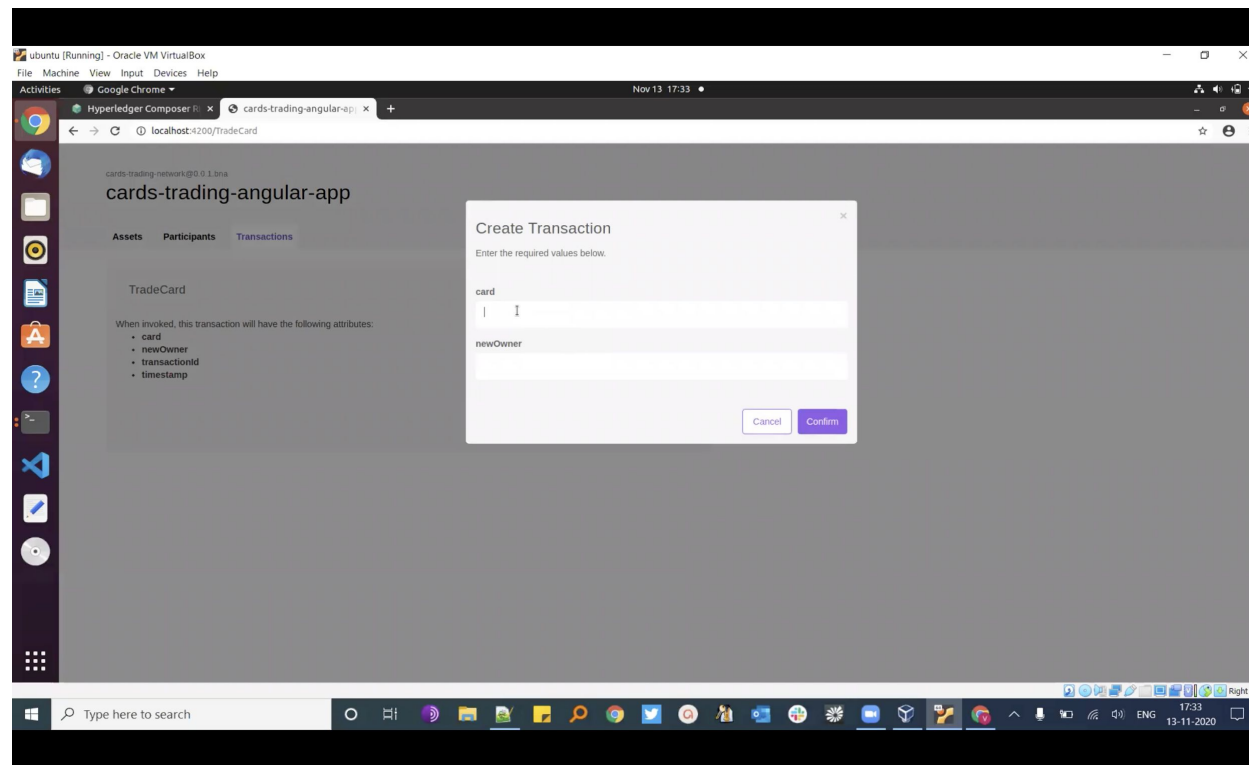 ubuntu [Running] - Oracle VM VirtualBox
File Machine View Input Devices Help
Activities Google Chrome Nov 13 17:33
Hyperledger Composer cards-trading-angular-ap
localhost:4200/TradeCard
cards-trading-network@0.0.1.bna
cards-trading-angular-app
Assets Participants Transactions
TradeCard
When invoked, this transaction will have the following attributes:
• card
• newOwner
• transactionId
• timestamp
Create Transaction
Enter the required values below.
card
newOwner
Cancel Confirm
Right
Type here to search
ENG
17:33
13-11-2020